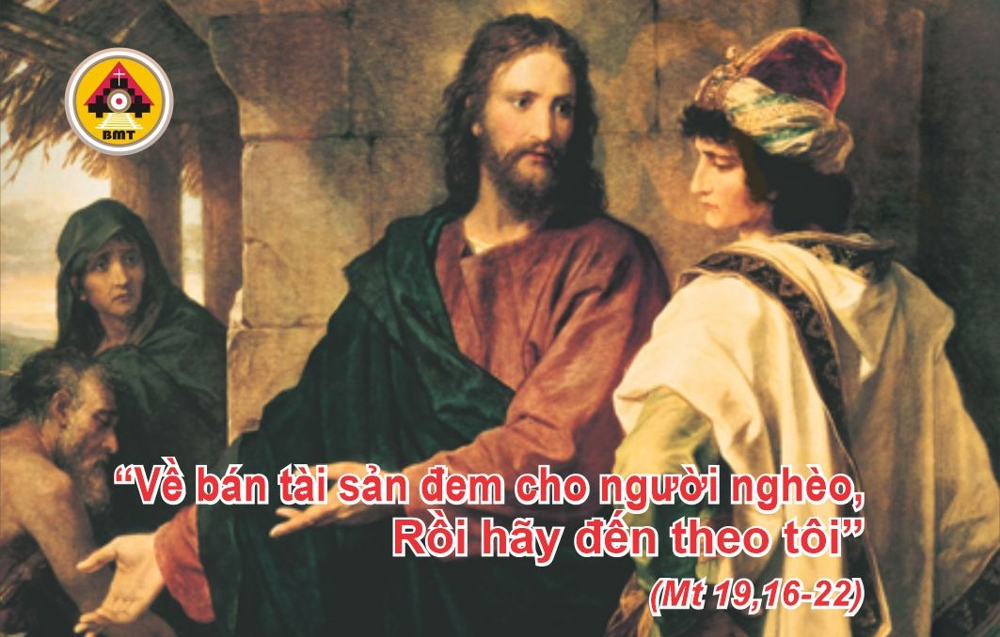 BMT
“Về bán tài sản đem cho người nghèo,
Rồi hãy đến theo tôi”
(Mt 19,16-22)